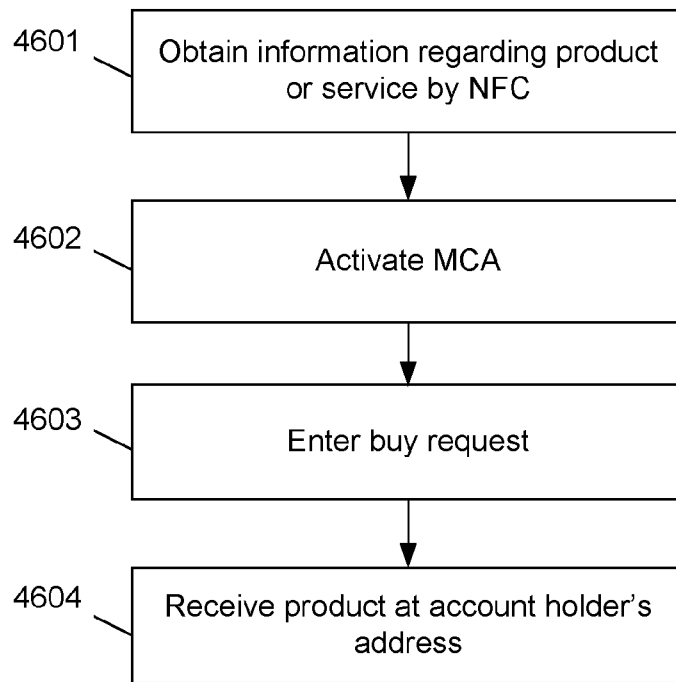 4601
Obtain information regarding product
or service by NFC
4602
Activate MCA
4603
Enter buy request
4604
Receive product at account holder's
address